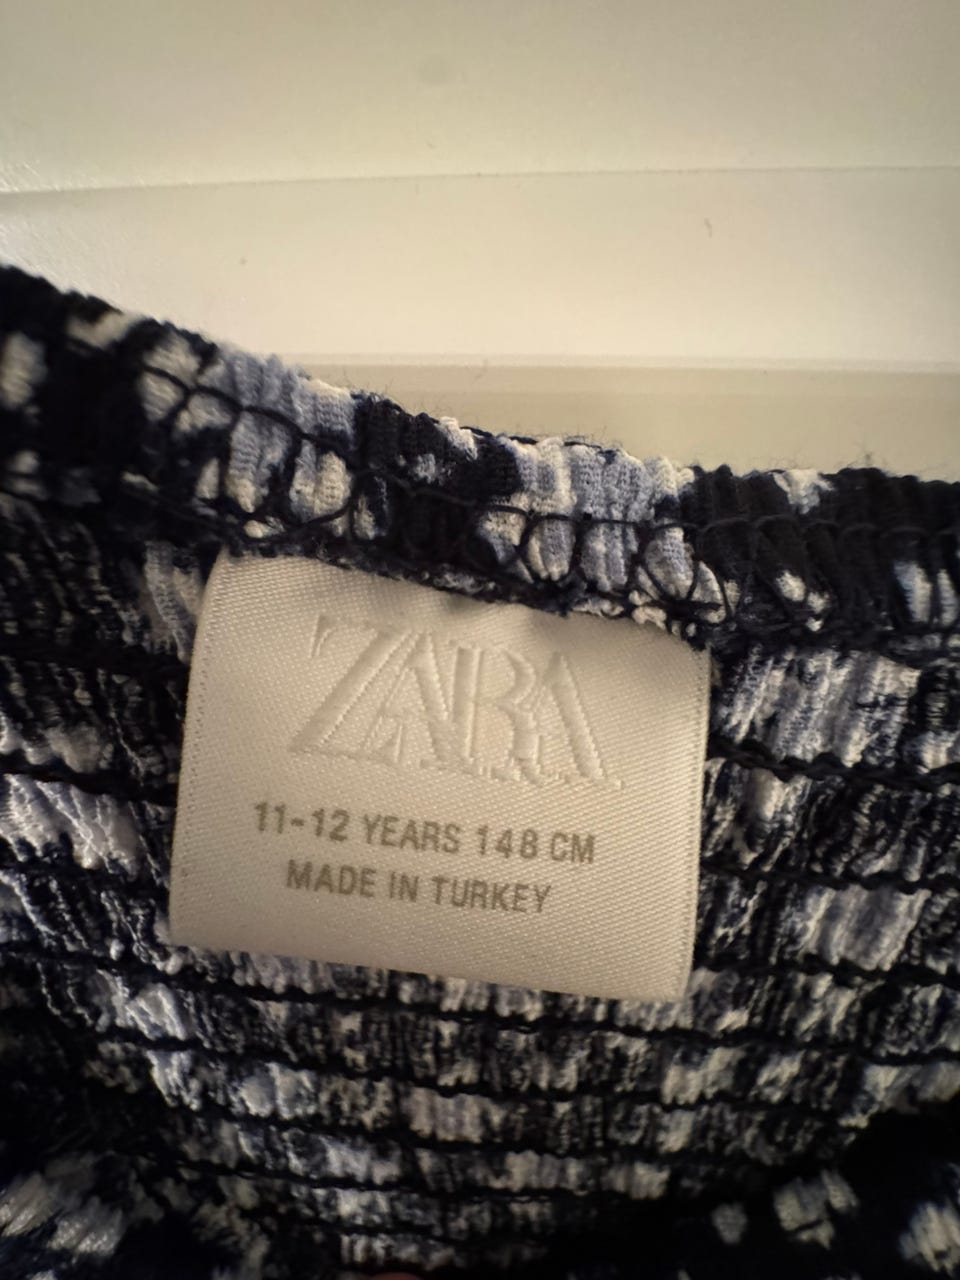 ZARA
11-12 YEARS 148 CM
MADE IN TURKEY